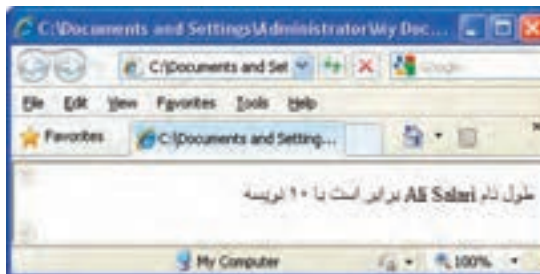 C:\Documents and Settings\Administrator\My Doc...
C:\Documents and Set
Google
File Edit View Favorites Tools Help
Favorites C:\Documents and Setting...
طول نام Ali Salari برابر است با ۱۰ نویسه
My Computer 100%